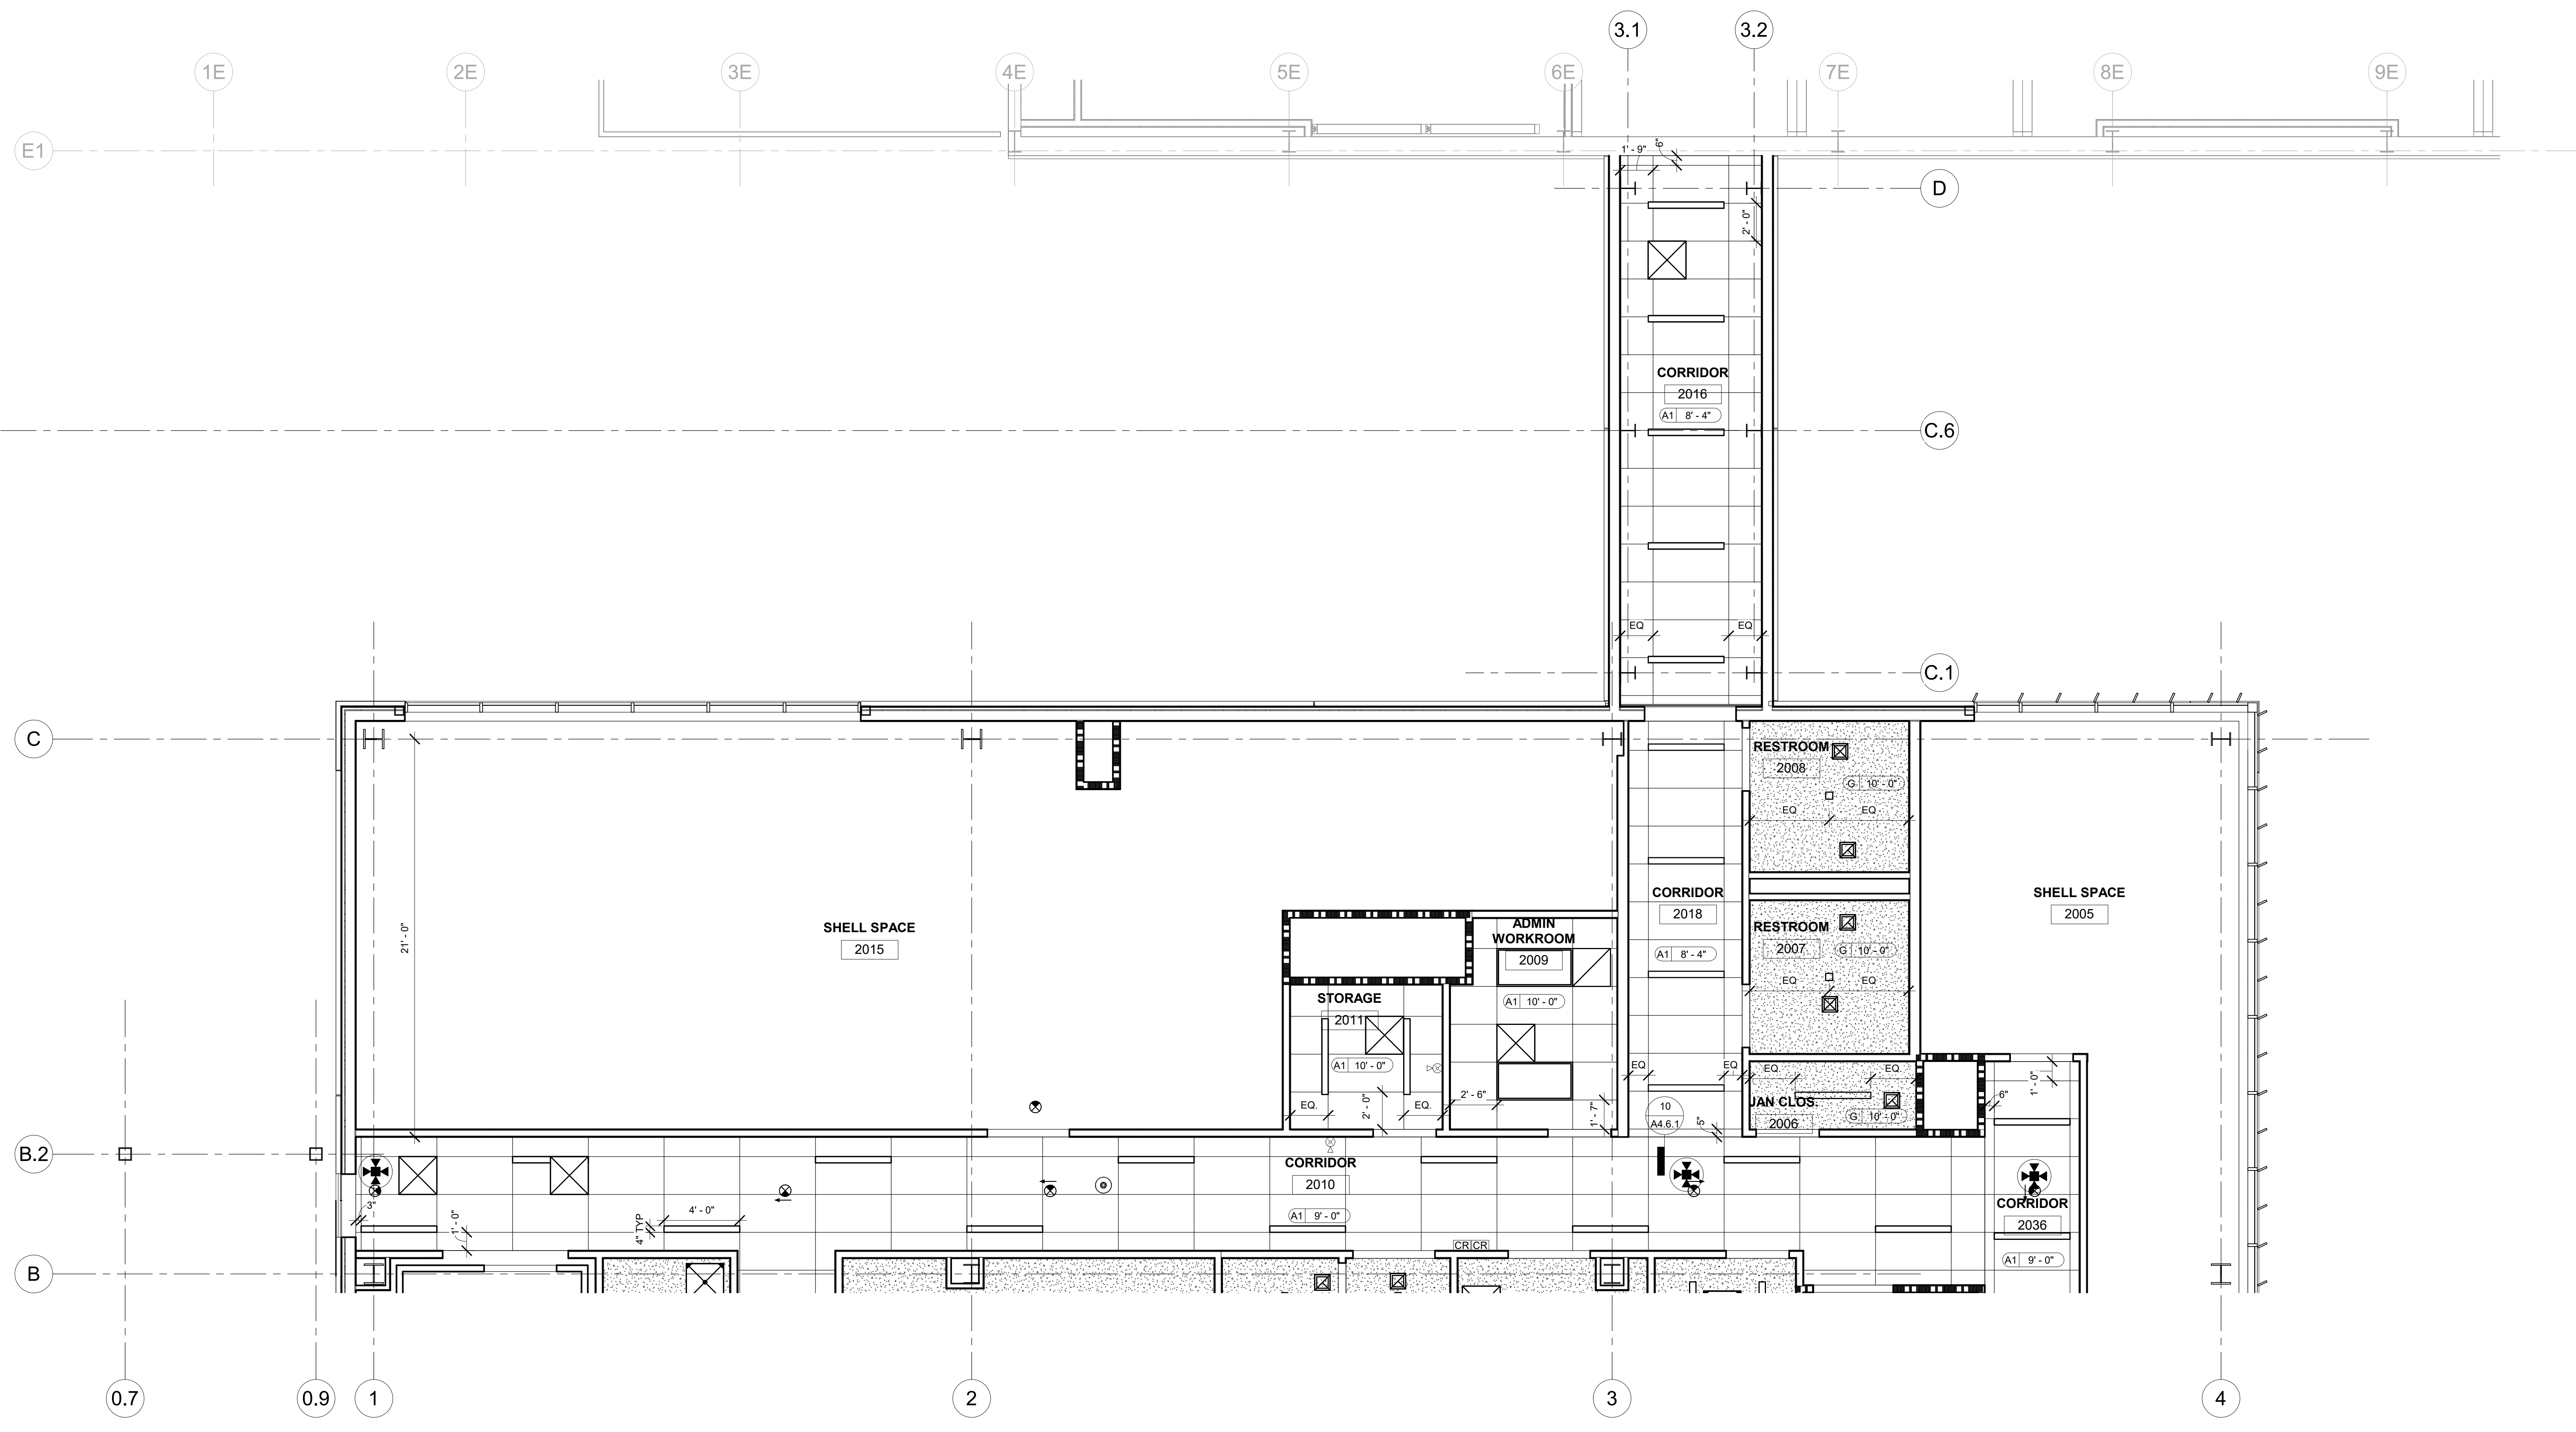 3.1
3.2
1E
2E
3E
4E
5E
6E
7E
8E
9E
E1
1' - 9"
6"
D
2' - 0"
CORRIDOR
2016
A1 8' - 4"
C.6
EQ
EQ
C.1
C
RESTROOM
2008
G 10' - 0"
EQ
EQ
SHELL SPACE
2015
21' - 0"
ADMIN
WORKROOM
2009
A1 10' - 0"
CORRIDOR
2018
A1 8' - 4"
SHELL SPACE
2005
RESTROOM
2007
G 10' - 0"
EQ
EQ
STORAGE
2011
A1 10' - 0"
EQ.
2' - 0"
EQ.
2' - 6"
1' - 7"
EQ
EQ
EQ.
EQ.
JAN CLOS.
2006
G 10' - 0"
1' - 0"
6"
10
A4.6.1
5"
B.2
CORRIDOR
2010
A1 9' - 0"
3"
1' - 0"
4" TYP
4' - 0"
CR CR
CORRIDOR
2036
A1 9' - 0"
B
0.7
0.9
1
2
3
4